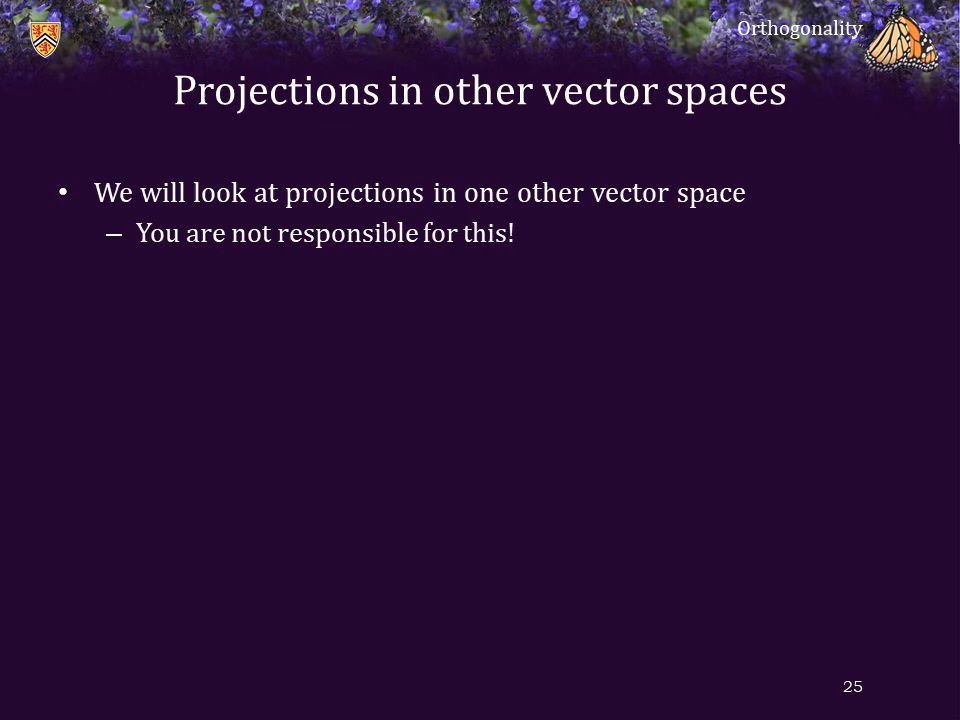 Orthogonality
Projections in other vector spaces
• We will look at projections in one other vector space
– You are not responsible for this!
25